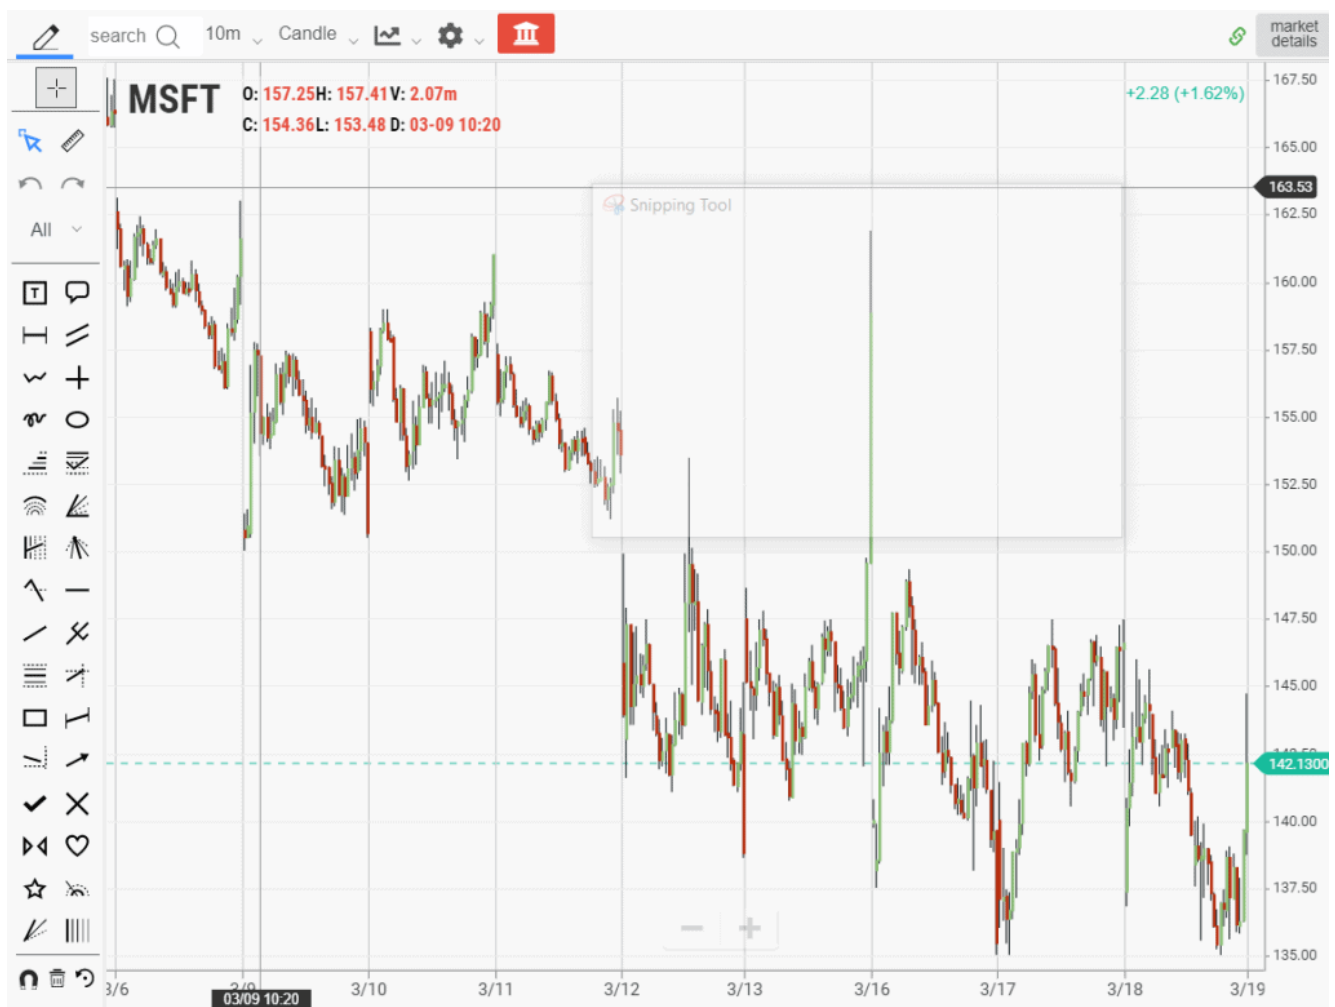 search 10m Candle market
details
MSFT O: 157.25 H: 157.41 V: 2.07m +2.28 (+1.62%)
C: 154.36 L: 153.48 D: 03-09 10:20
All
T
Snipping Tool
167.50
165.00
163.53
162.50
160.00
157.50
155.00
152.50
150.00
147.50
145.00
142.50
142.1300
140.00
137.50
135.00
3/6 3/9 3/10 3/11 3/12 3/13 3/16 3/17 3/18 3/19
03/09 10:20